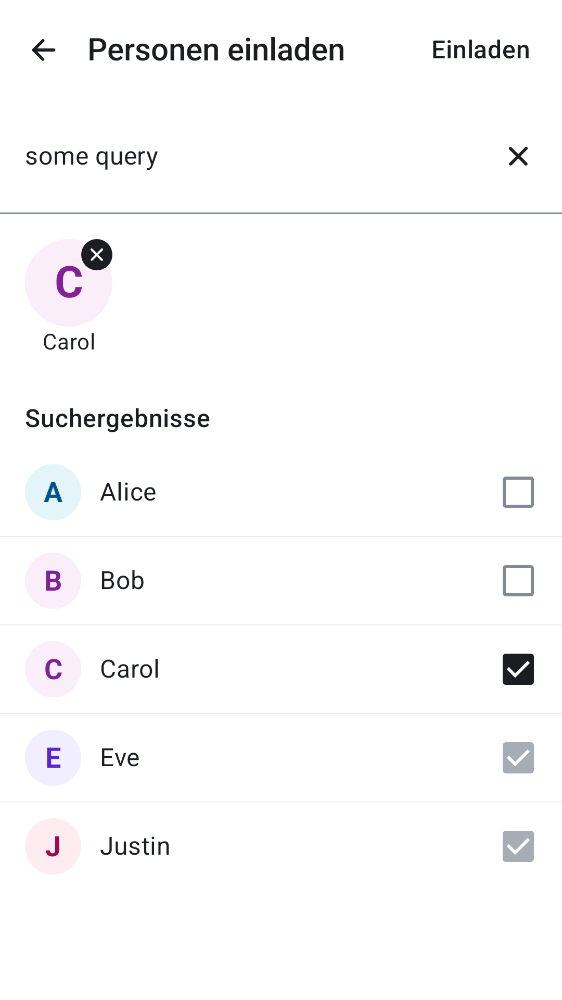 Personen einladen Einladen
some query
C
Carol
Suchergebnisse
A Alice
B Bob
C Carol
E Eve
J Justin